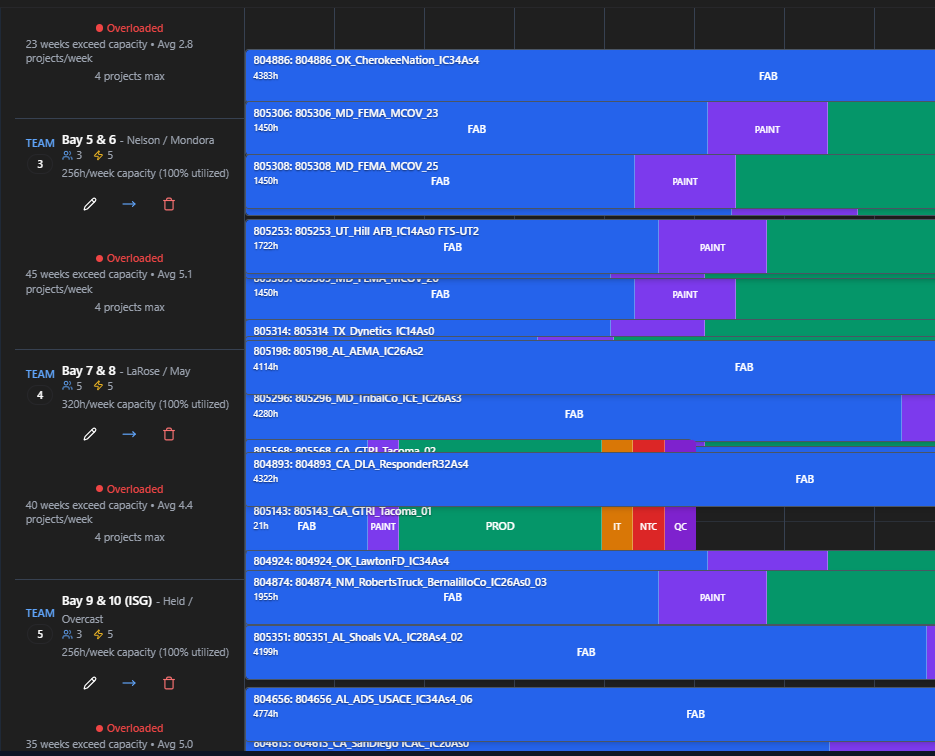 Overloaded
23 weeks exceed capacity • Avg 2.8
projects/week
4 projects max
TEAM
3
Bay 5 & 6 - Nelson / Mondora
3 5
256h/week capacity (100% utilized)
Overloaded
45 weeks exceed capacity • Avg 5.1
projects/week
4 projects max
TEAM
4
Bay 7 & 8 - LaRose / May
5 5
320h/week capacity (100% utilized)
Overloaded
40 weeks exceed capacity • Avg 4.4
projects/week
4 projects max
TEAM
5
Bay 9 & 10 (ISG) - Held /
Overcast
3 5
256h/week capacity (100% utilized)
Overloaded
35 weeks exceed capacity • Avg 5.0
804886: 804886_OK_CherokeeNation_IC34As4
4383h FAB
805306: 805306_MD_FEMA_MCOV_23
1450h FAB PAINT
805308: 805308_MD_FEMA_MCOV_25
1450h FAB PAINT
805253: 805253_UT_Hill AFB_IC14As0 FTS-UT2
1722h FAB PAINT
1450h FAB PAINT
805314: 805314_TX_Dynetics_IC14As0
805198: 805198_AL_AEMA_IC26As2
4114h FAB
805296: 805296_MD_TribalCo_ICE_IC26As3
4280h FAB
805568: 805568_GA_GTRI_Tacoma_02
804893: 804893_CA_DLA_ResponderR32As4
4322h FAB
805143: 805143_GA_GTRI_Tacoma_01
21h FAB PAINT PROD IT NTC QC
804924: 804924_OK_LawtonFD_IC34As4
804874: 804874_NM_RobertsTruck_BernalilloCo_IC26As0_03
1955h FAB PAINT
805351: 805351_AL_Shoals V.A._IC28As4_02
4199h FAB
804656: 804656_AL_ADS_USACE_IC34As4_06
4774h FAB